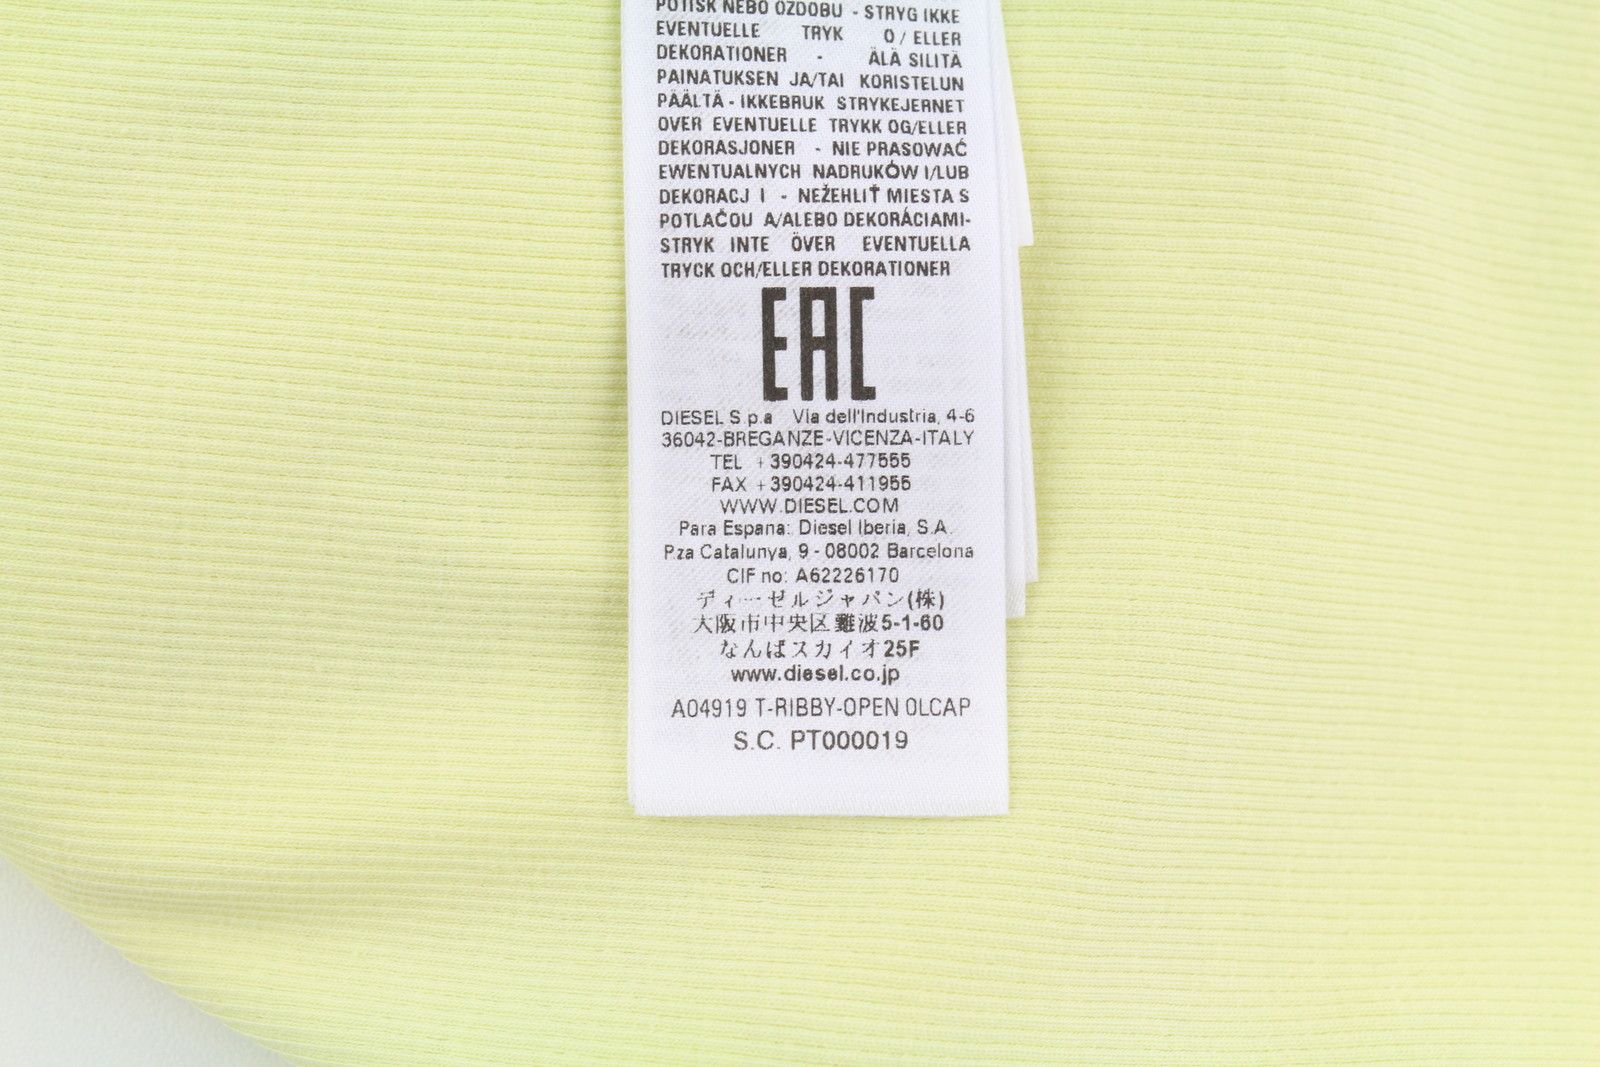 POTISK NEBO OZDOBU - STRYG IKKE
EVENTUELLE TRYK O / ELLER
DEKORATIONER - ÄLÄ SILITÄ
PAINATUKSEN JA/TAI KORISTELUN
PÄÄLTÄ - IKKEBRUK STRYKEJERNET
OVER EVENTUELLE TRYKK OG/ELLER
DEKORASJONER - NIE PRASOWAĆ
EWENTUALNYCH NADRUKÓW I/LUB
DEKORACJ I - NEŽEHLIŤ MIESTA S
POTLAČOU A/ALEBO DEKORÁCIAMI-
STRYK INTE ÖVER EVENTUELLA
TRYCK OCH/ELLER DEKORATIONER
EAC
DIESEL S.p.a Via dell'Industria, 4-6
36042-BREGANZE-VICENZA-ITALY
TEL +390424-477555
FAX +390424-411955
WWW.DIESEL.COM
Para Espana: Diesel Iberia, S.A.
Pza Catalunya, 9 - 08002 Barcelona
CIF no: A62226170
ディーゼルジャパン(株)
大阪市中央区難波5-1-60
なんばスカイオ25F
www.diesel.co.jp
A04919 T-RIBBY-OPEN OLCAP
S.C. PT000019